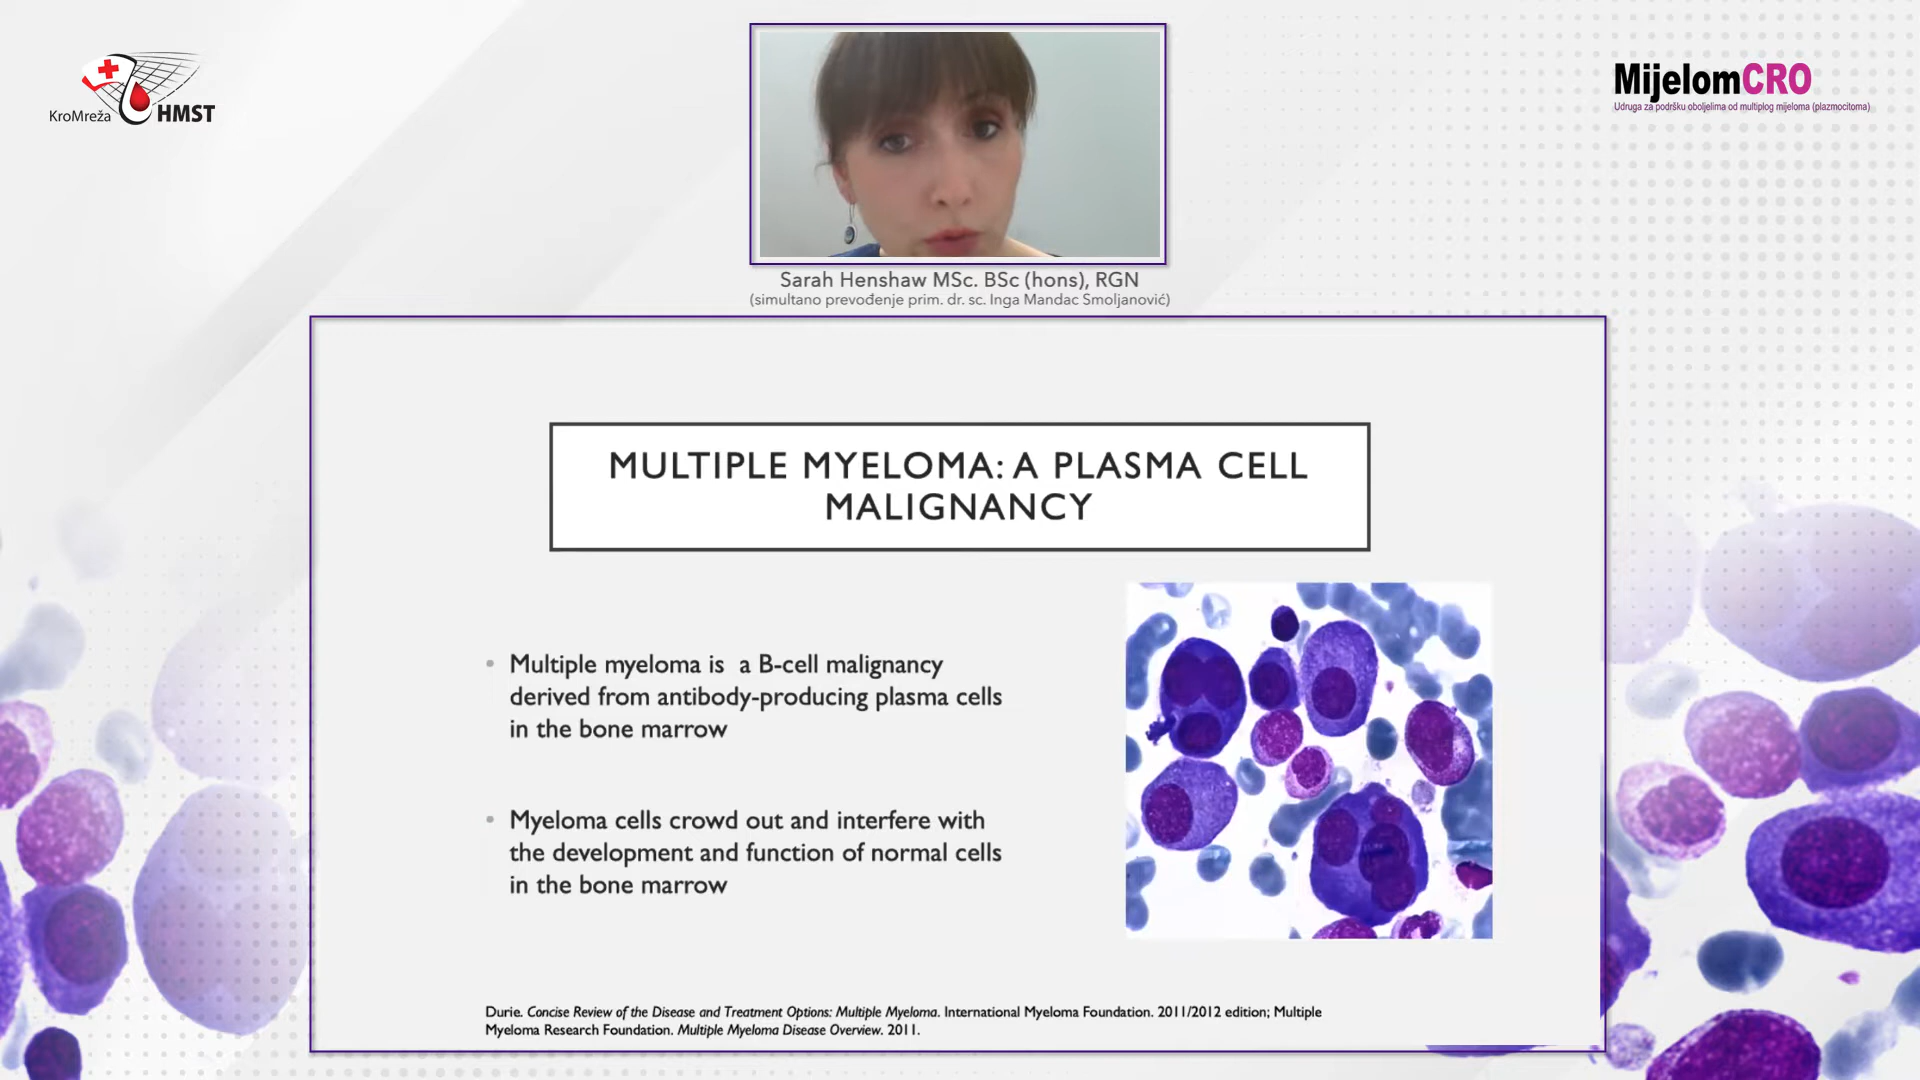 KroMreža HMST
MijelomCRO
Udruga za podršku oboljelima od multiplog mijeloma (plazmocitoma)
Sarah Henshaw MSc. BSc (hons), RGN
(simultano prevođenje prim. dr. sc. Inga Mandac Smoljanović)
MULTIPLE MYELOMA: A PLASMA CELL
MALIGNANCY
• Multiple myeloma is a B-cell malignancy
derived from antibody-producing plasma cells
in the bone marrow
• Myeloma cells crowd out and interfere with
the development and function of normal cells
in the bone marrow
Durie. Concise Review of the Disease and Treatment Options: Multiple Myeloma. International Myeloma Foundation. 2011/2012 edition; Multiple
Myeloma Research Foundation. Multiple Myeloma Disease Overview. 2011.